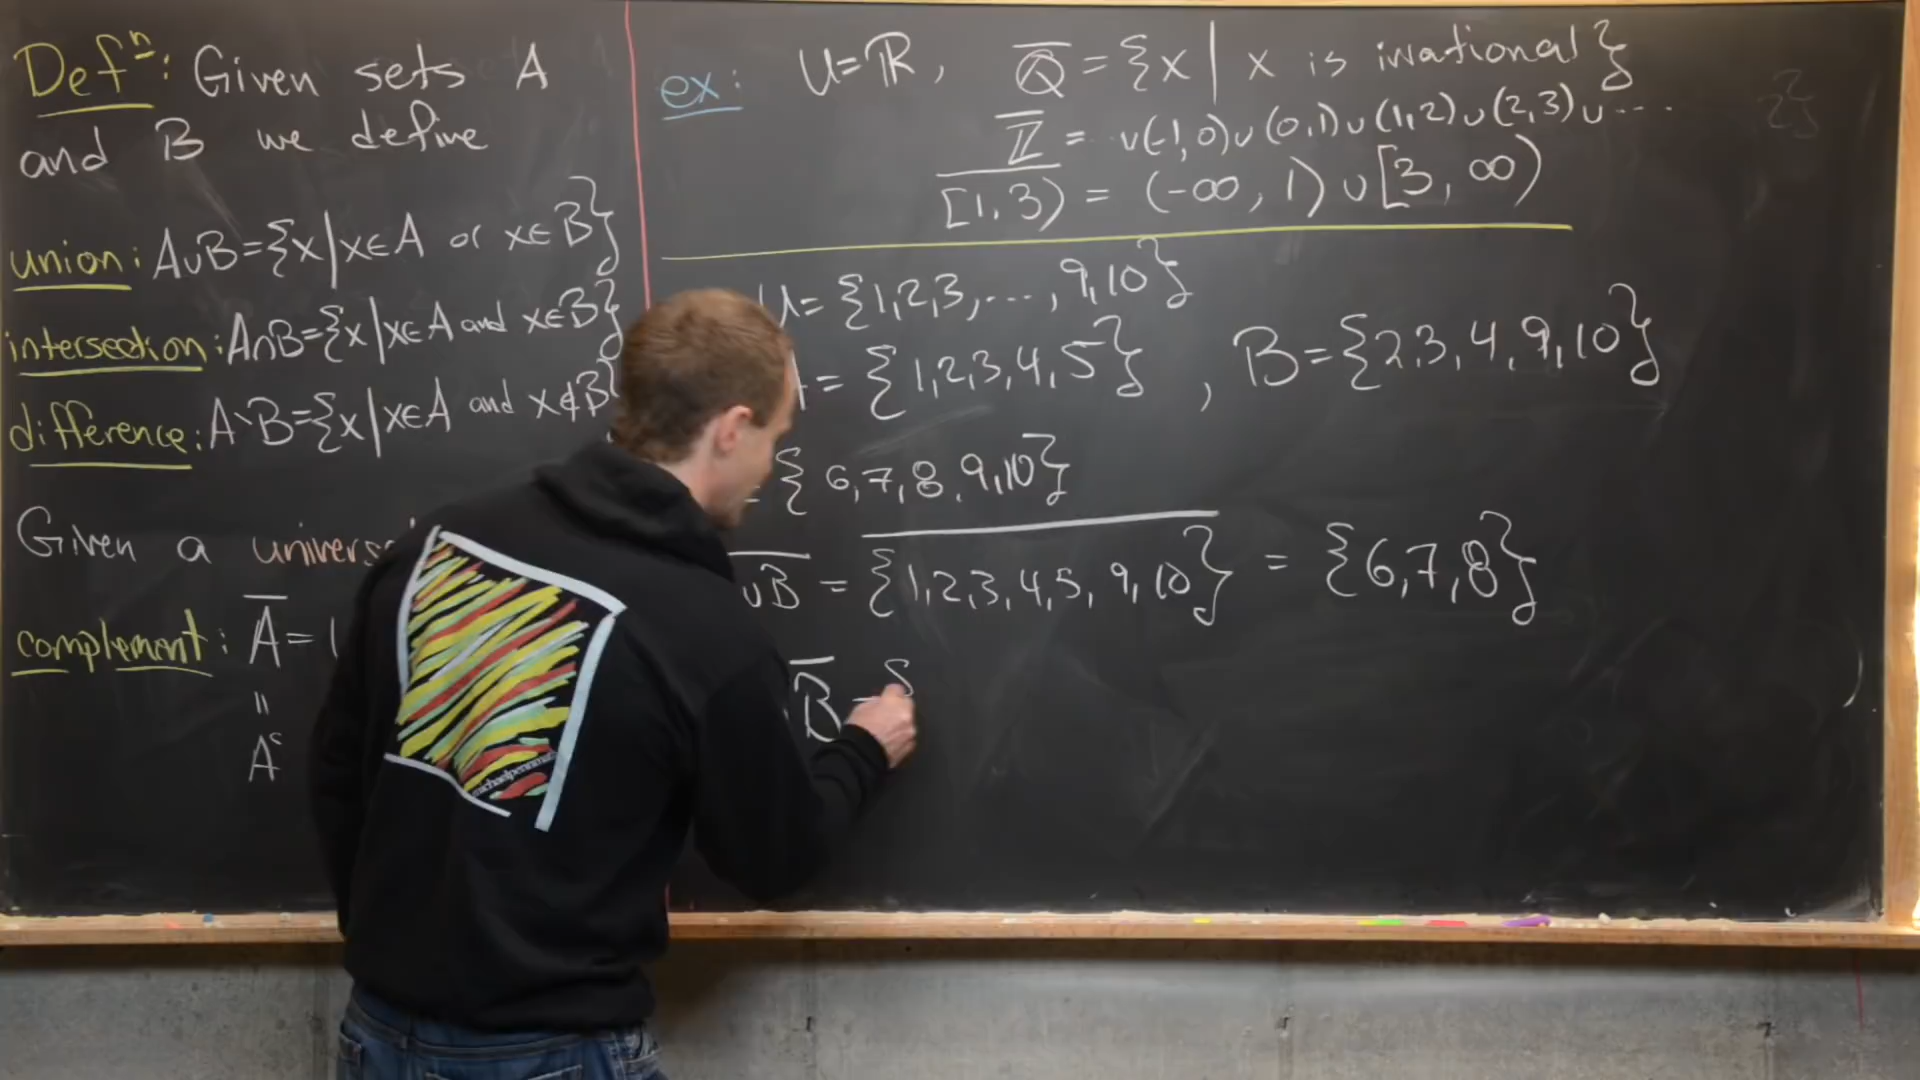 Defⁿ: Given sets A
and B we define
union: A∪B={x|x∈A or x∈B}
intersection: A∩B={x|x∈A and x∈B}
difference: A∖B={x|x∈A and x∉B}
Given a universe
complement: A̅ =
"
Aᶜ
ex: U=ℝ, ℚ̅ = {x | x is irrational}
ℤ̅ = ⋯ ∪(-1,0)∪(0,1)∪(1,2)∪(2,3)∪⋯
[1,3)̅ = (-∞,1)∪[3,∞)
U= {1,2,3,...,9,10}
= {1,2,3,4,5}, B={2,3,4,9,10}
= {6,7,8,9,10}
∪B̅ = {1,2,3,4,5,9,10}̅ = {6,7,8}
B̅ =
michaelpennmath